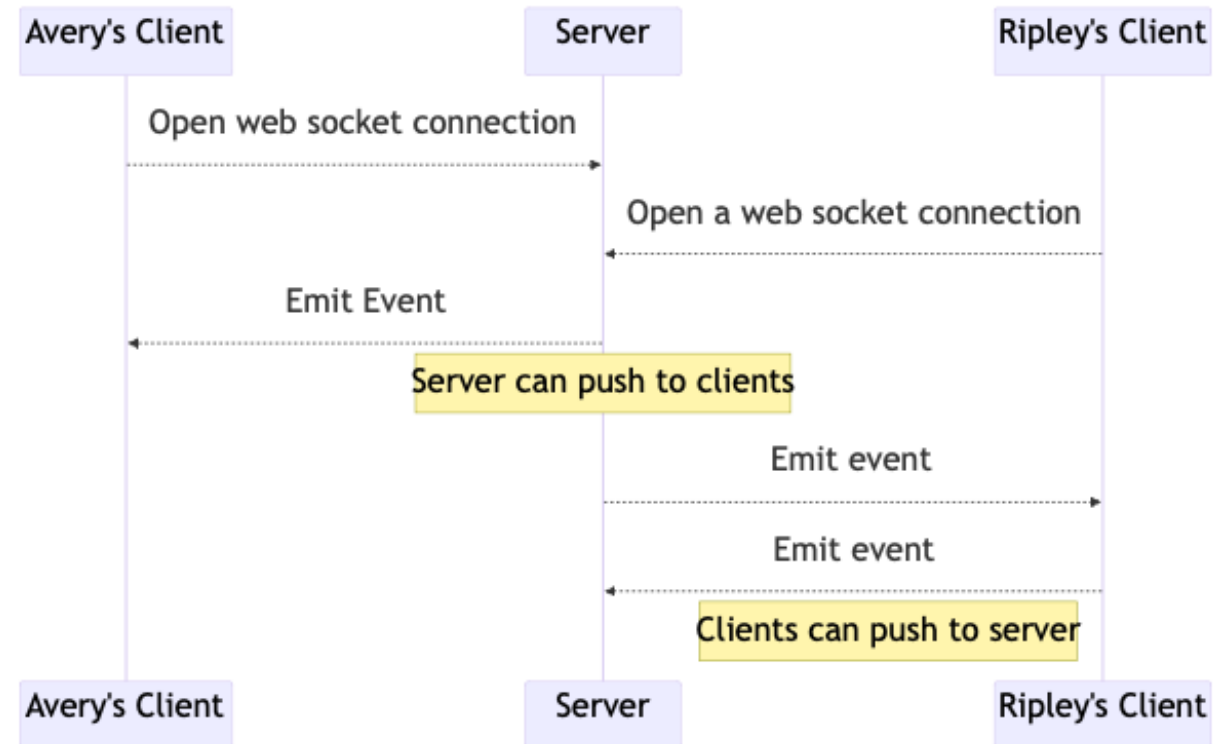 Avery's Client
Server
Ripley's Client
Open web socket connection
Open a web socket connection
Emit Event
Server can push to clients
Emit event
Emit event
Clients can push to server
Avery's Client
Server
Ripley's Client